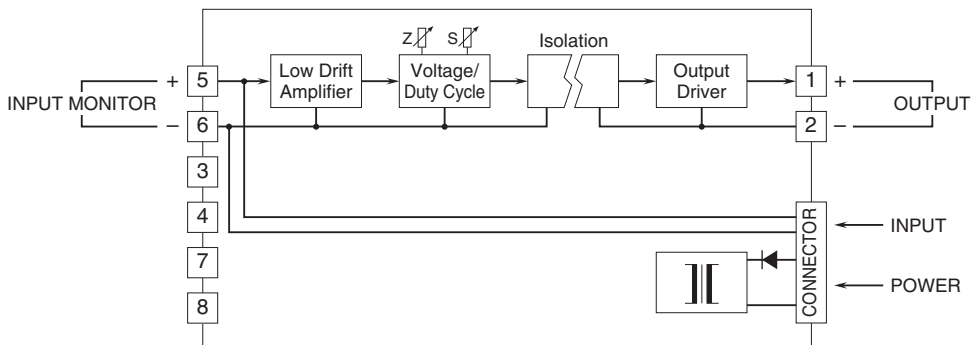 Z
S
Isolation
Low Drift
Amplifier
Voltage/
Duty Cycle
Output
Driver
INPUT MONITOR
+
5
−
6
3
4
7
8
1
+
2
−
OUTPUT
CONNECTOR
INPUT
POWER